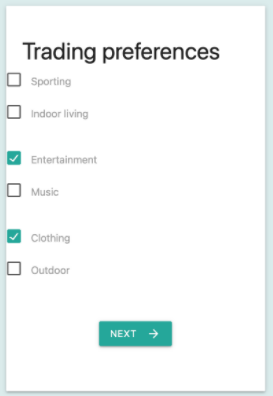 Trading preferences
Sporting
Indoor living
Entertainment
Music
Clothing
Outdoor
NEXT